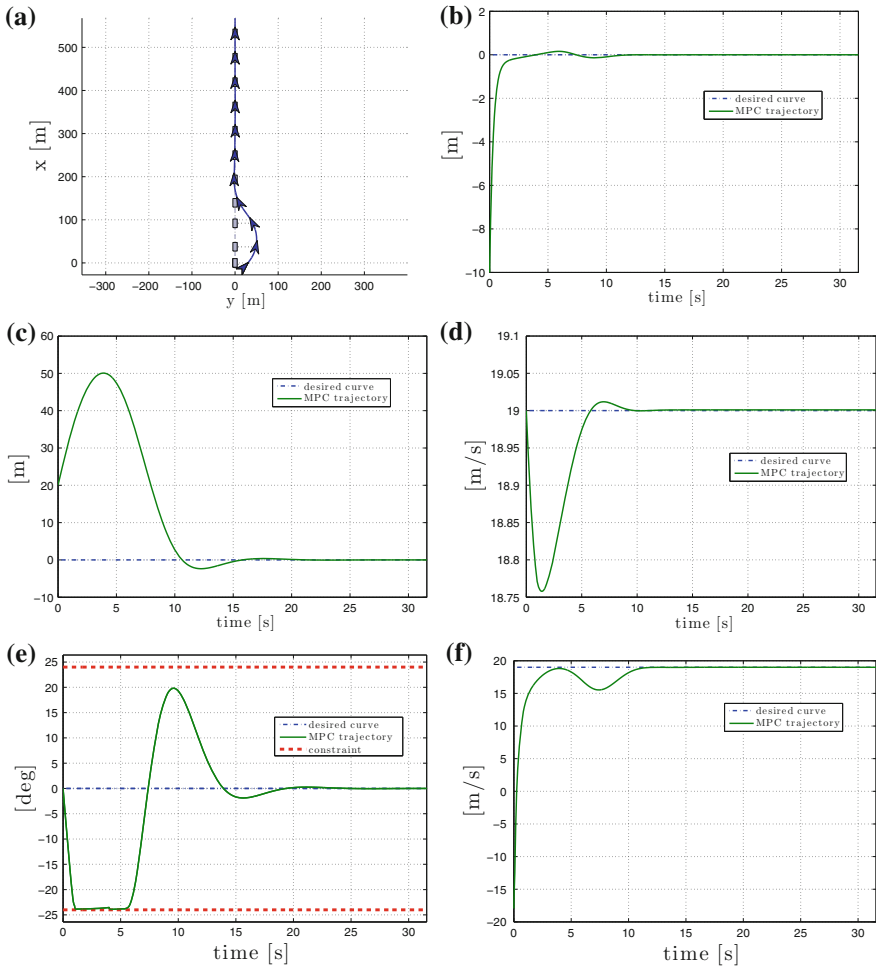 (a)
500
400
300
200
100
0
x [m]
−300 −200 −100 0 100 200 300
y [m]
(b)
2
0
−2
−4
−6
−8
−10
[m]
desired curve
MPC trajectory
0 5 10 15 20 25 30
time [s]
(c)
60
50
40
30
20
10
0
−10
[m]
desired curve
MPC trajectory
0 5 10 15 20 25 30
time [s]
(d)
19.1
19.05
19
18.95
18.9
18.85
18.8
18.75
[m/s]
desired curve
MPC trajectory
0 5 10 15 20 25 30
time [s]
(e)
25
20
15
10
5
0
−5
−10
−15
−20
−25
[deg]
desired curve
MPC trajectory
constraint
0 5 10 15 20 25 30
time [s]
(f)
20
15
10
5
0
−5
−10
−15
−20
[m/s]
desired curve
MPC trajectory
0 5 10 15 20 25 30
time [s]